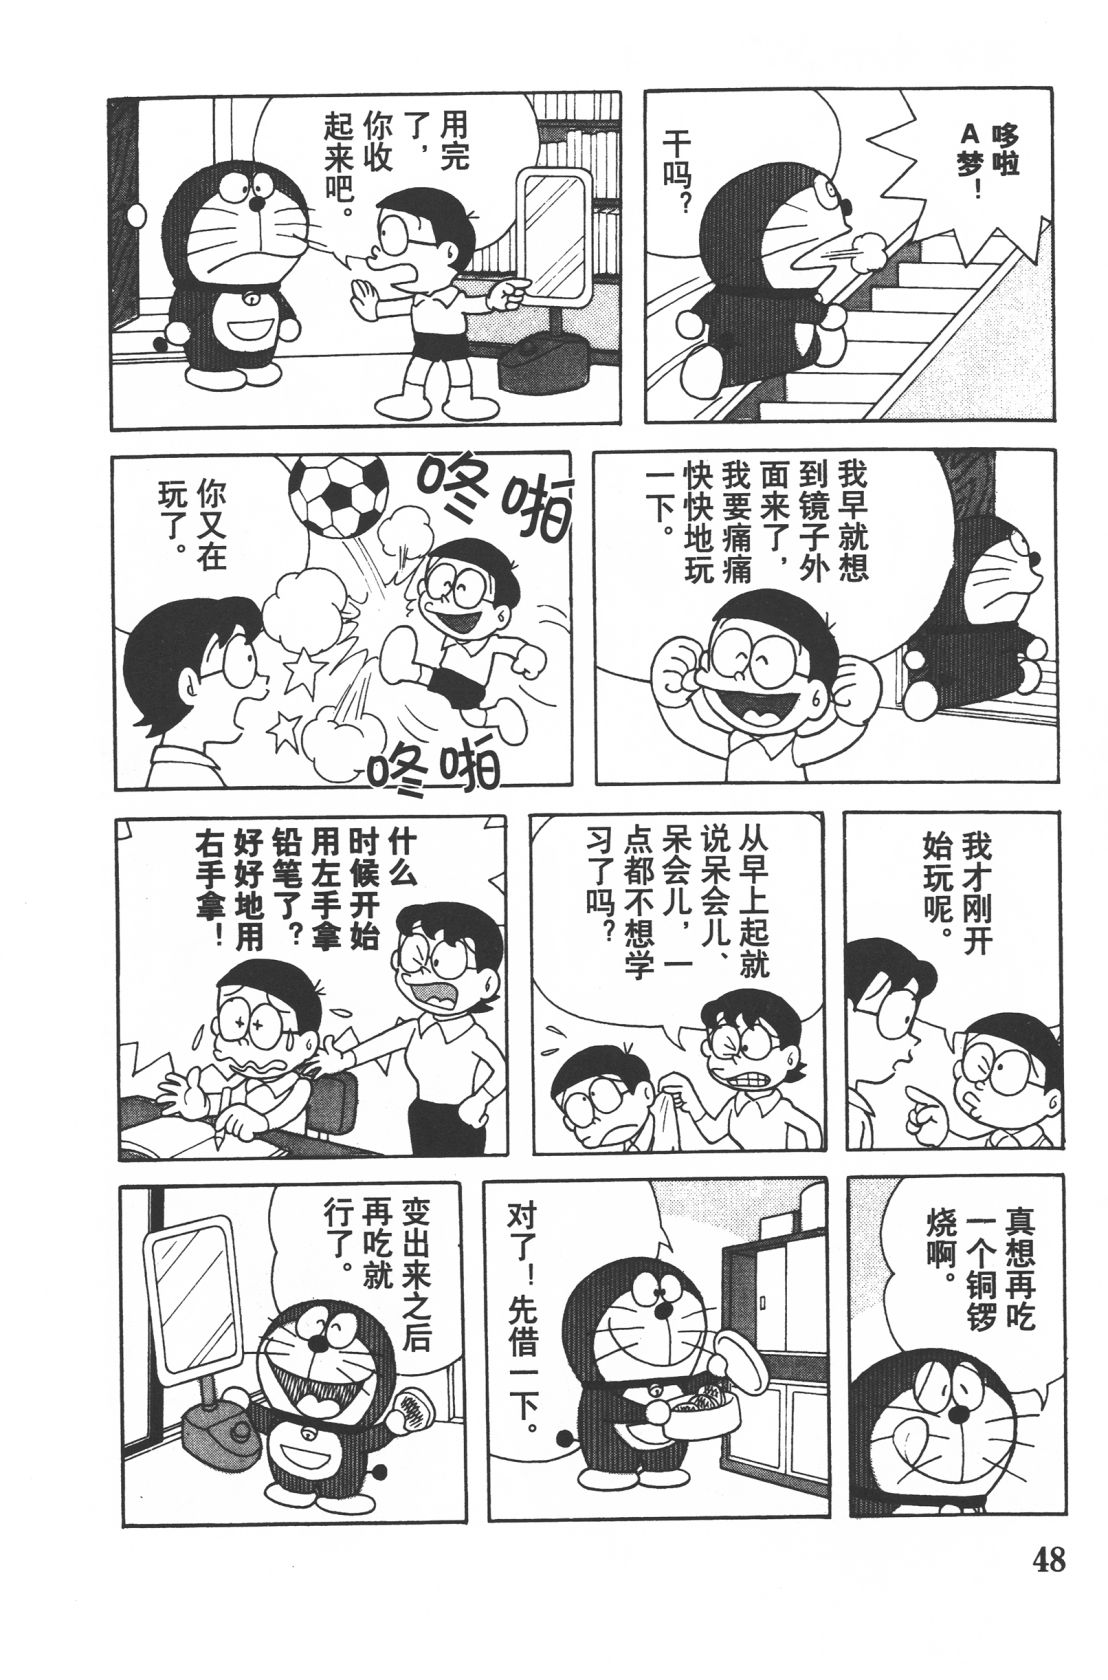 哆啦
A梦！
干吗？
用完
了，
你收
起来吧。
我早就想
到镜子外
面来了，
我要痛痛
快快地玩
一下。
咚啪
咚啪
你又在
玩了。
我才刚开
始玩呢。
从早上起就
说呆会儿、
呆会儿，一
点都不想学
习了吗？
什么
时候开始
用左手拿
铅笔了？
好好地用
右手拿！
真想再吃
一个铜锣
烧啊。
对了！先借一下。
变出来之后
再吃就
行了。
48